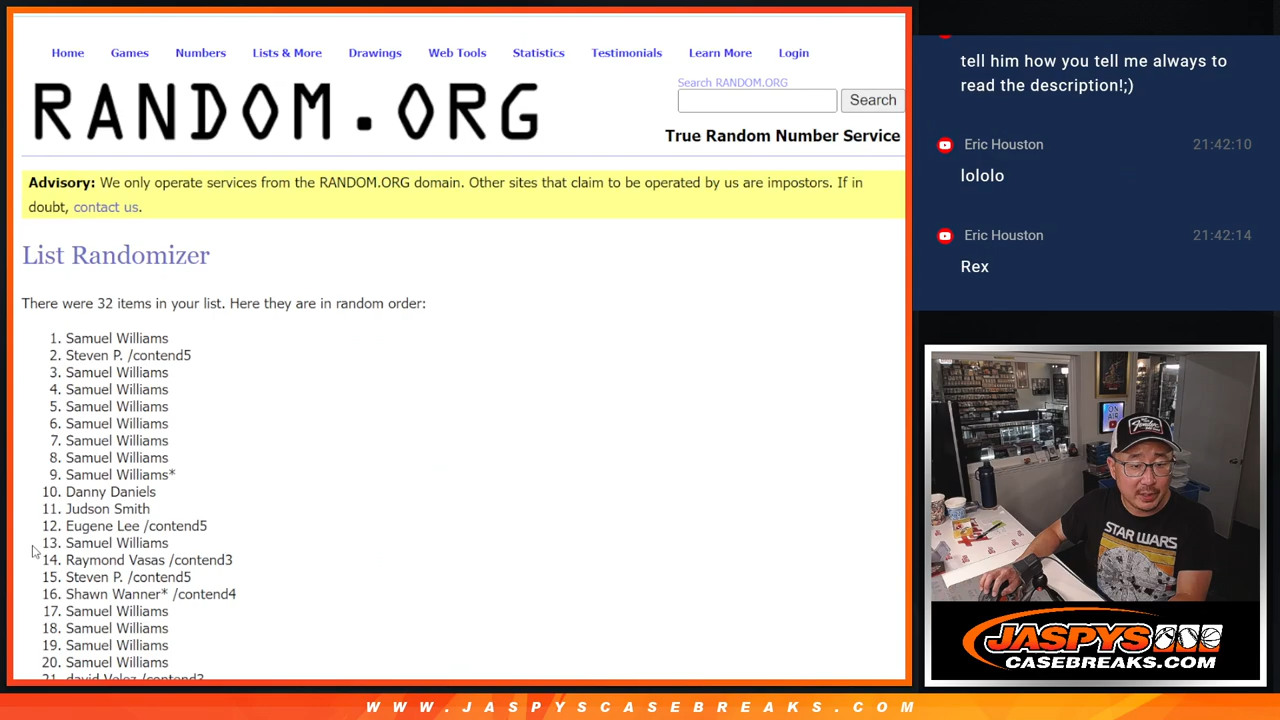 Home Games Numbers Lists & More Drawings Web Tools Statistics Testimonials Learn More Login
RANDOM.ORG
Search RANDOM.ORG
Search
True Random Number Service
Advisory: We only operate services from the RANDOM.ORG domain. Other sites that claim to be operated by us are impostors. If in
doubt, contact us.
List Randomizer
There were 32 items in your list. Here they are in random order:
1. Samuel Williams
2. Steven P. /contend5
3. Samuel Williams
4. Samuel Williams
5. Samuel Williams
6. Samuel Williams
7. Samuel Williams
8. Samuel Williams
9. Samuel Williams*
10. Danny Daniels
11. Judson Smith
12. Eugene Lee /contend5
13. Samuel Williams
14. Raymond Vasas /contend3
15. Steven P. /contend5
16. Shawn Wanner* /contend4
17. Samuel Williams
18. Samuel Williams
19. Samuel Williams
20. Samuel Williams
21. david Velez /contend3
tell him how you tell me always to
read the description!;)
Eric Houston 21:42:10
lololo
Eric Houston 21:42:14
Rex
ON AIR
Fender
STAR WARS
JASPYS
CASEBREAKS.COM
WWW.JASPYSCASEBREAKS.COM